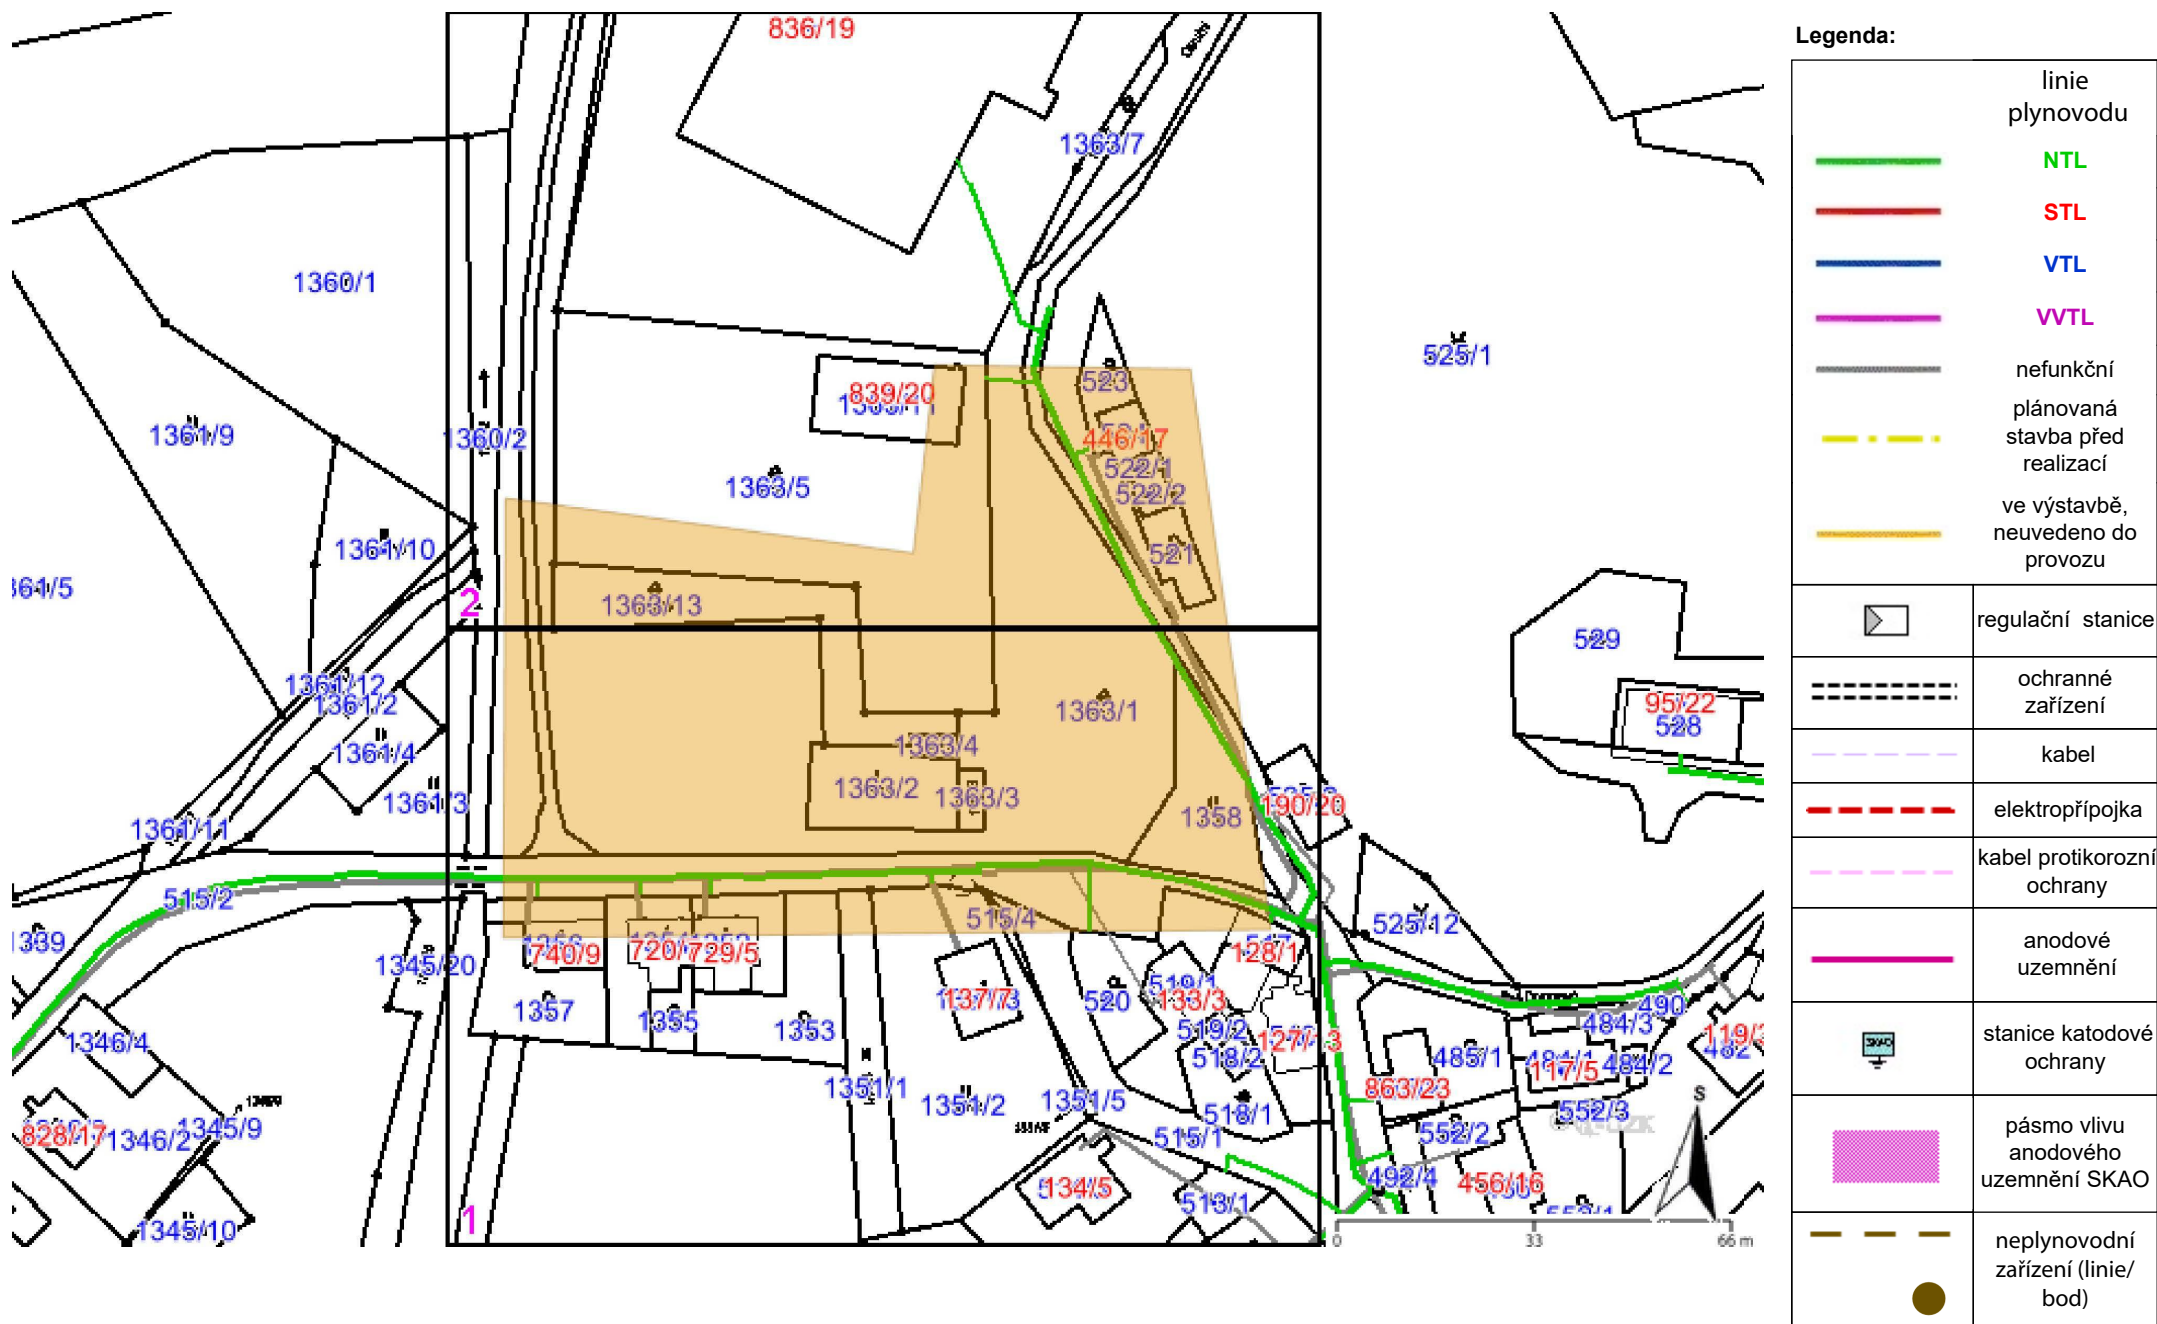 836/19
1363/7
1360/1
525/1
523
839/20
446/17
1361/9
1360/2
1363/5
522/1
522/2
1361/10
521
361/5
2
1363/13
529
1361/12
1361/2
95/22
528
1363/1
1361/4
1363/4
1363/2
1363/3
1361/3
1358
190/20
1361/11
515/2
515/4
525/12
1339
1345/20
740/9
729/5
128/1
1357
1355
1353
137/7
520
519/1
133/3
519/2
518/2
490
484/3
1346/4
485/1
117/5
484/2
1351/1
1351/2
1351/5
518/1
863/23
552/3
828/17
1346/2
1345/9
515/1
552/2
492/4
456/16
134/5
513/1
1345/10
1
S
0
33
66 m
Legenda:
linie
plynovodu
NTL
STL
VTL
VVTL
nefunkční
plánovaná
stavba před
realizací
ve výstavbě,
neuvedeno do
provozu
regulační stanice
ochranné
zařízení
kabel
elektropřípojka
kabel protikorozní
ochrany
anodové
uzemnění
SKAO
stanice katodové
ochrany
pásmo vlivu
anodového
uzemnění SKAO
neplynovodní
zařízení (linie/
bod)